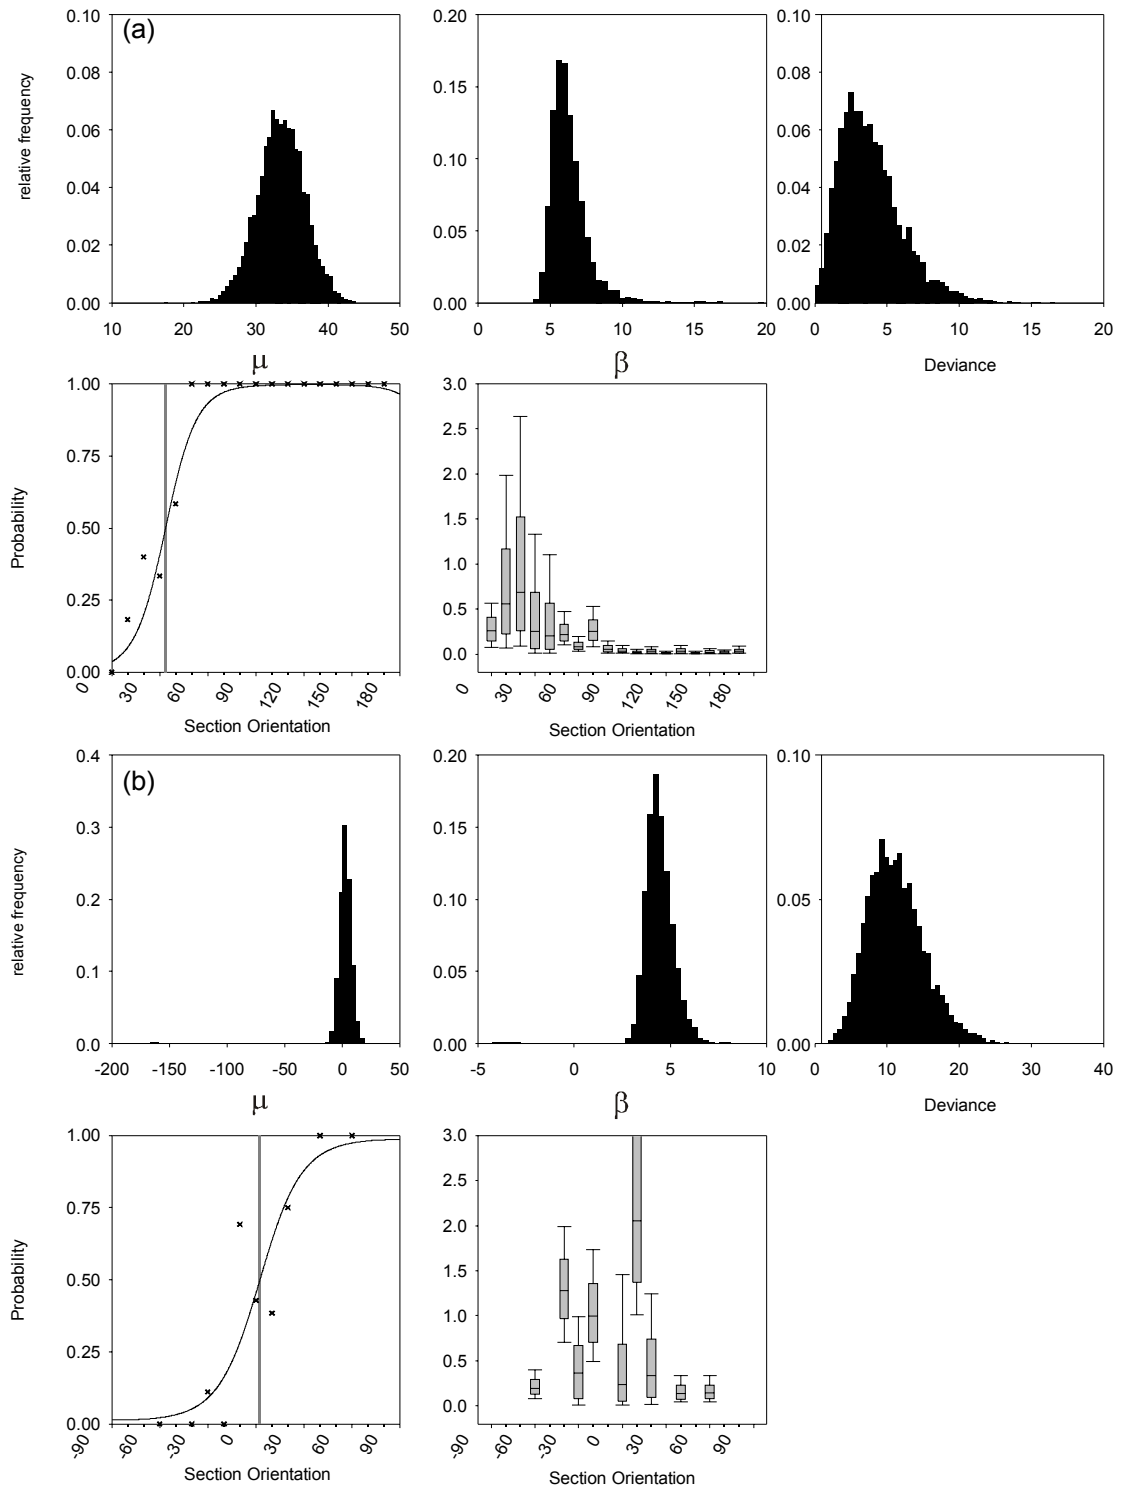 (a)
relative frequency
0.10
0.08
0.06
0.04
0.02
0.00
10 20 30 40 50
μ
0.20
0.15
0.10
0.05
0.00
0 5 10 15 20
β
0.10
0.08
0.06
0.04
0.02
0.00
0 5 10 15 20
Deviance
Probability
1.00
0.75
0.50
0.25
0.00
0 30 60 90 120 150 180
Section Orientation
3.0
2.5
2.0
1.5
1.0
0.5
0.0
0 30 60 90 120 150 180
Section Orientation
(b)
relative frequency
0.4
0.3
0.2
0.1
0.0
-200 -150 -100 -50 0 50
μ
0.20
0.15
0.10
0.05
0.00
-5 0 5 10
β
0.10
0.05
0.00
0 10 20 30 40
Deviance
Probability
1.00
0.75
0.50
0.25
0.00
-90 -60 -30 0 30 60 90
Section Orientation
3.0
2.5
2.0
1.5
1.0
0.5
0.0
-90 -60 -30 0 30 60 90
Section Orientation